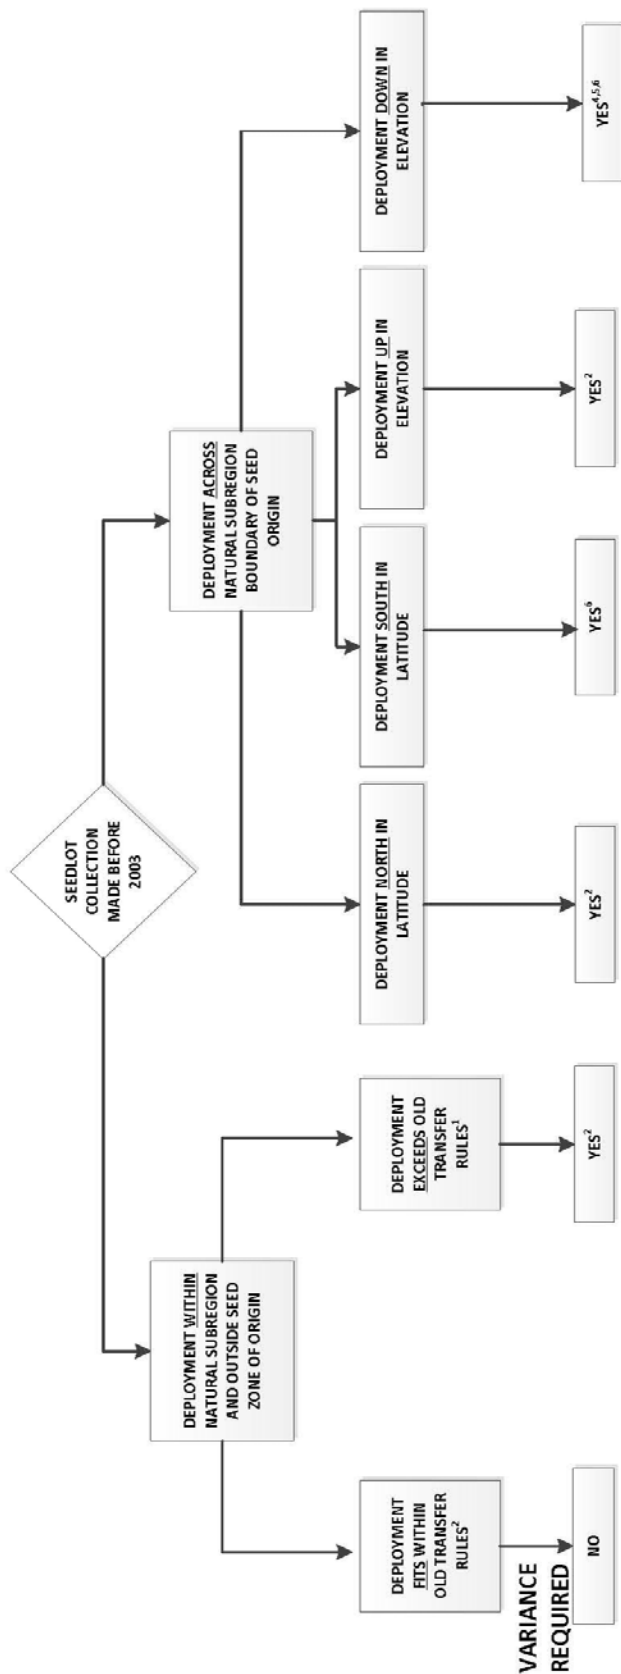 SEEDLOT
COLLECTION
MADE BEFORE
2003
DEPLOYMENT WITHIN
NATURAL SUBREGION
AND OUTSIDE SEED
ZONE OF ORIGIN
DEPLOYMENT ACROSS
NATURAL SUBREGION
BOUNDARY OF SEED
ORIGIN
DEPLOYMENT
FITS WITHIN
OLD TRANSFER
RULES²
DEPLOYMENT
EXCEEDS OLD
TRANSFER
RULES¹
DEPLOYMENT NORTH IN
LATITUDE
DEPLOYMENT SOUTH IN
LATITUDE
DEPLOYMENT UP IN
ELEVATION
DEPLOYMENT DOWN IN
ELEVATION
VARIANCE
REQUIRED
NO
YES²
YES²
YES⁶
YES²
YES⁴,⁵,⁶